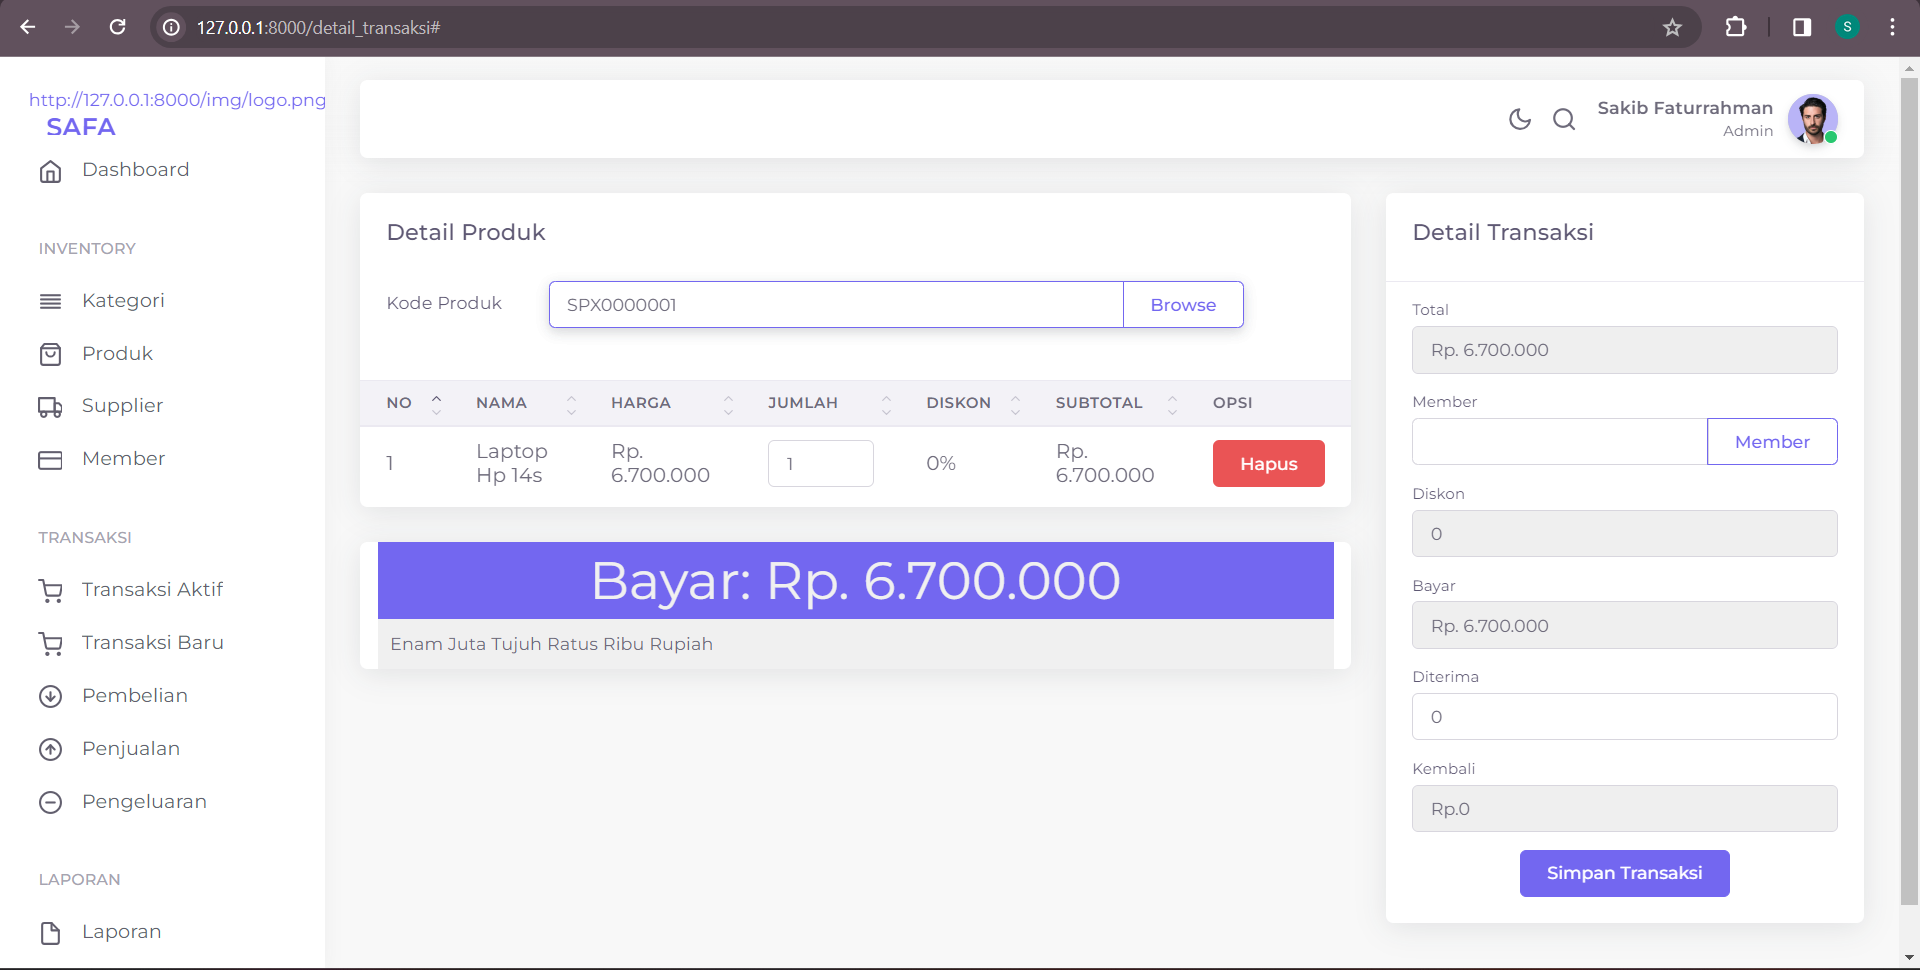 127.0.0.1:8000/detail_transaksi#
S
http://127.0.0.1:8000/img/logo.png
SAFA
Dashboard
INVENTORY
Kategori
Produk
Supplier
Member
TRANSAKSI
Transaksi Aktif
Transaksi Baru
Pembelian
Penjualan
Pengeluaran
LAPORAN
Laporan
Sakib Faturrahman
Admin
Detail Produk
Kode Produk SPX0000001 Browse
NO NAMA HARGA JUMLAH DISKON SUBTOTAL OPSI
1 Laptop Hp 14s Rp. 6.700.000 1 0% Rp. 6.700.000 Hapus
Bayar: Rp. 6.700.000
Enam Juta Tujuh Ratus Ribu Rupiah
Detail Transaksi
Total
Rp. 6.700.000
Member
Member
Diskon
0
Bayar
Rp. 6.700.000
Diterima
0
Kembali
Rp.0
Simpan Transaksi